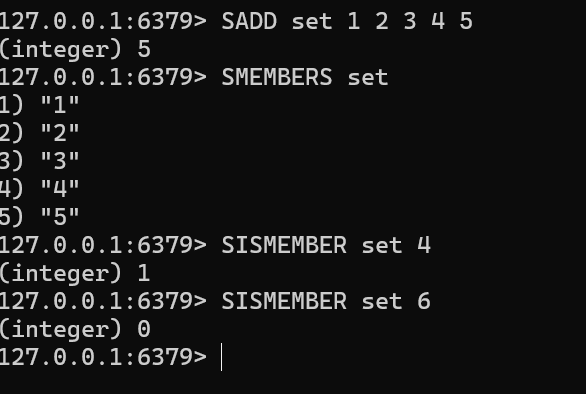 127.0.0.1:6379> SADD set 1 2 3 4 5
(integer) 5
127.0.0.1:6379> SMEMBERS set
1) "1"
2) "2"
3) "3"
4) "4"
5) "5"
127.0.0.1:6379> SISMEMBER set 4
(integer) 1
127.0.0.1:6379> SISMEMBER set 6
(integer) 0
127.0.0.1:6379>